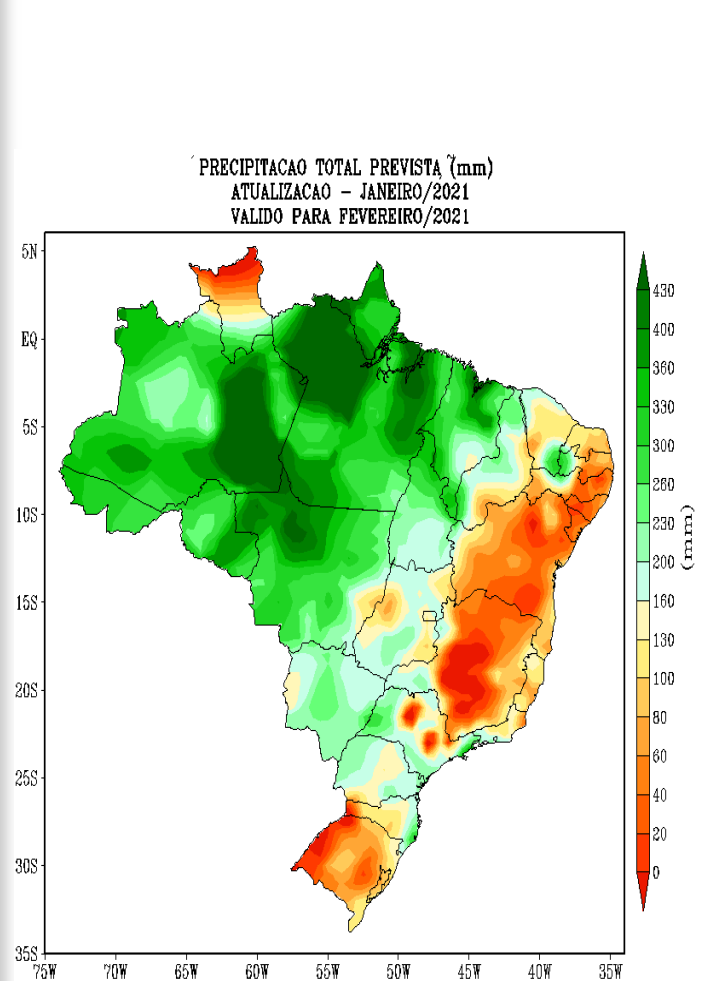 PRECIPITACAO TOTAL PREVISTA (mm)
ATUALIZACAO - JANEIRO/2021
VALIDO PARA FEVEREIRO/2021
5N
EQ
5S
10S
15S
20S
25S
30S
35S
75W 70W 65W 60W 55W 50W 45W 40W 35W
430
400
360
330
300
260
230
200
160
130
100
80
60
40
20
0
(mm)